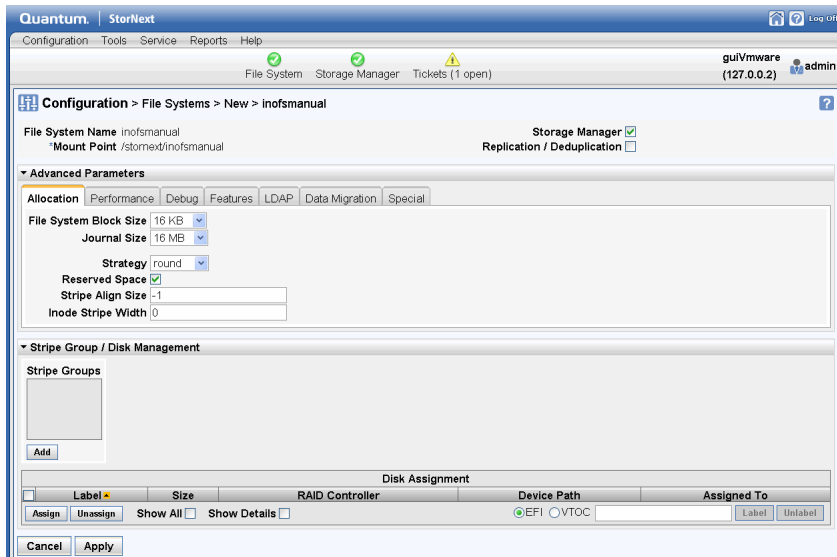 Quantum. | StorNext Log Off
Configuration Tools Service Reports Help
File System Storage Manager Tickets (1 open)
guiVmware
(127.0.0.2)
admin
Configuration > File Systems > New > inofsmanual ?
File System Name inofsmanual Storage Manager
*Mount Point /stornext/inofsmanual Replication / Deduplication
Advanced Parameters
Allocation Performance Debug Features LDAP Data Migration Special
File System Block Size 16 KB
Journal Size 16 MB
Strategy round
Reserved Space
Stripe Align Size -1
Inode Stripe Width 0
Stripe Group / Disk Management
Stripe Groups
Add
Disk Assignment
Label Size RAID Controller Device Path Assigned To
Assign Unassign Show All Show Details EFI VTOC Label Unlabel
Cancel Apply